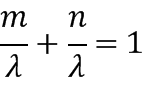 m/λ + n/λ = 1